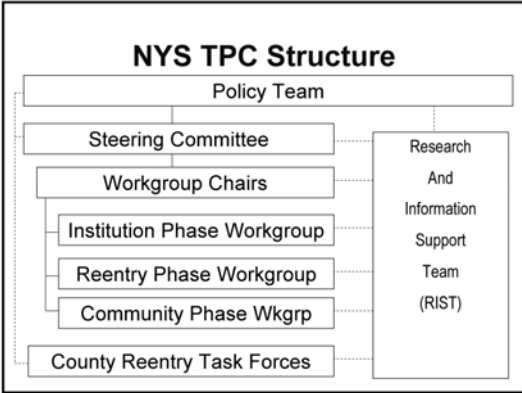 NYS TPC Structure
Policy Team
Steering Committee
Workgroup Chairs
Institution Phase Workgroup
Reentry Phase Workgroup
Community Phase Wkgrp
County Reentry Task Forces
Research
And
Information
Support
Team
(RIST)